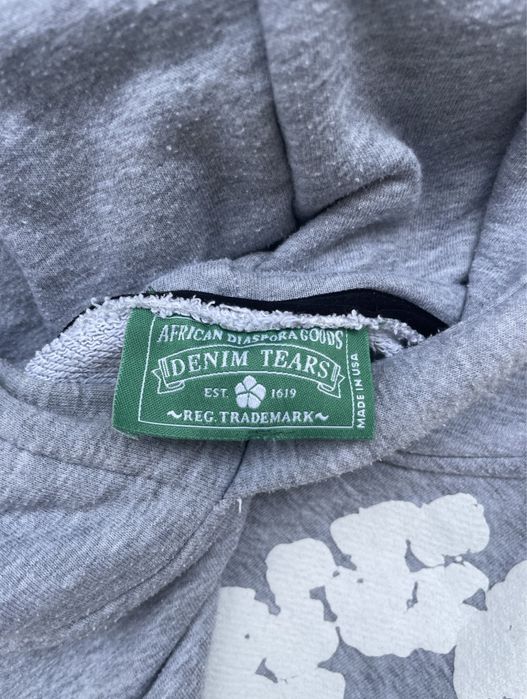 AFRICAN DIASPORA GOODS
DENIM TEARS
EST. 1619
~REG. TRADEMARK~
MADE IN USA